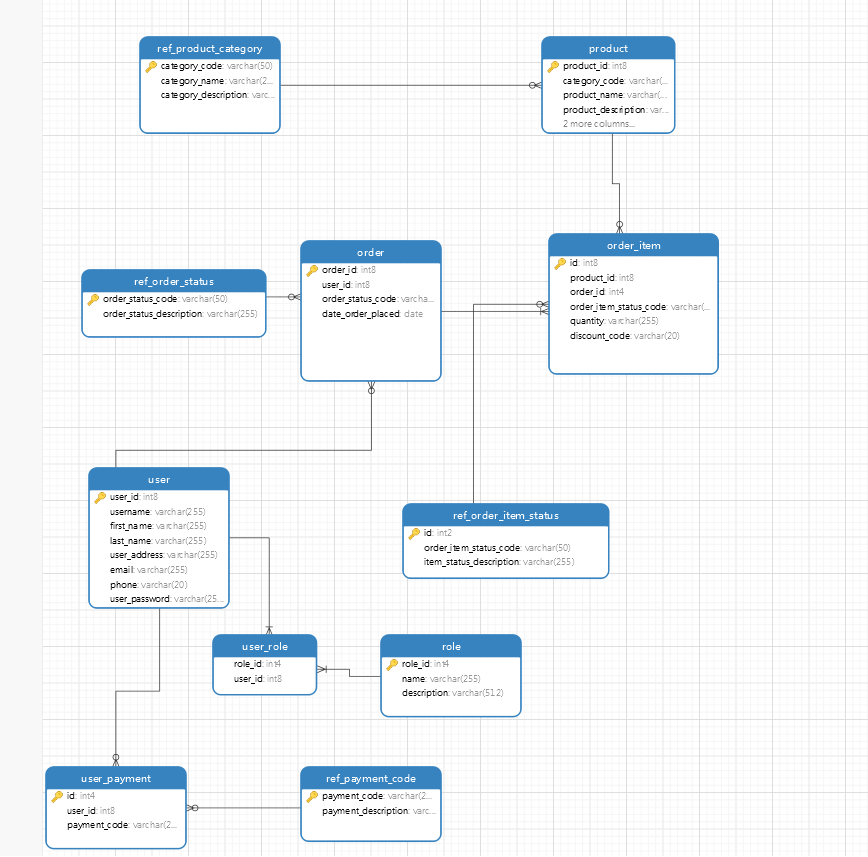 ref_product_category
category_code: varchar(50)
category_name: varchar(2...
category_description: varc...
product
product_id: int8
category_code: varchar(...
product_name: varchar(...
product_description: var...
2 more columns...
ref_order_status
order_status_code: varchar(50)
order_status_description: varchar(255)
order
order_id: int8
user_id: int8
order_status_code: varcha...
date_order_placed: date
order_item
id: int8
product_id: int8
order_id: int4
order_item_status_code: varchar(...
quantity: varchar(255)
discount_code: varchar(20)
user
user_id: int8
username: varchar(255)
first_name: varchar(255)
last_name: varchar(255)
user_address: varchar(255)
email: varchar(255)
phone: varchar(20)
user_password: varchar(25...
ref_order_item_status
id: int2
order_item_status_code: varchar(50)
item_status_description: varchar(255)
user_role
role_id: int4
user_id: int8
role
role_id: int4
name: varchar(255)
description: varchar(512)
user_payment
id: int4
user_id: int8
payment_code: varchar(2...
ref_payment_code
payment_code: varchar(2...
payment_description: varc...